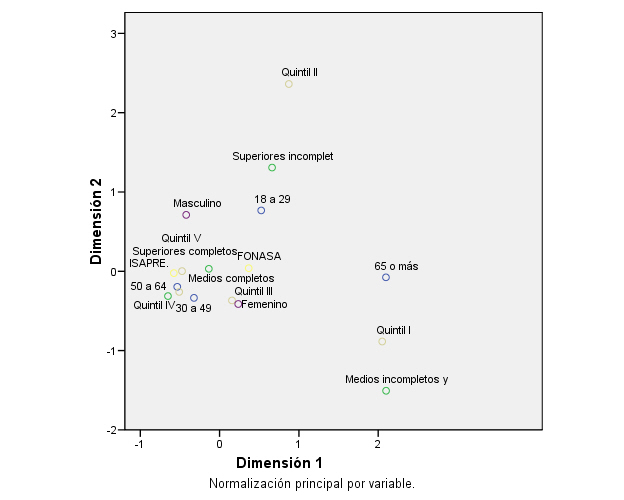 3
Quintil II
2
Superiores incomplet
1
18 a 29
Masculino
Quintil V
Superiores completos
FONASA
ISAPRE.
65 o más
0
Medios completos
50 a 64
Quintil III
Quintil IV
30 a 49
Femenino
Quintil I
-1
Medios incompletos y
-2
Dimensión 2
-1
0
1
2
Dimensión 1
Normalización principal por variable.